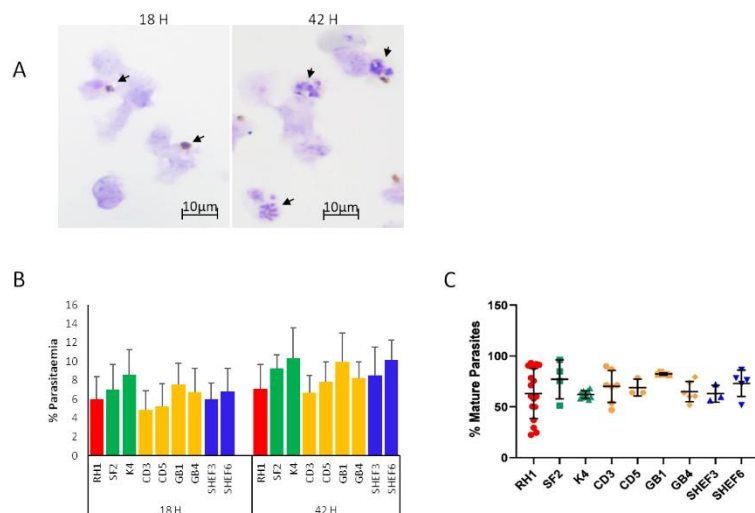 18 H
42 H
A
10µm
10µm
B
16
14
12
10
8
6
4
2
0
% Parasitaemia
RH1
SF2
K4
CD3
CD5
GB1
GB4
SHEF3
SHEF6
RH1
SF2
K4
CD3
CD5
GB1
GB4
SHEF3
SHEF6
18 H
42 H
C
150
100
50
0
% Mature Parasites
RH1
SF2
K4
CD3
CD5
GB1
GB4
SHEF3
SHEF6